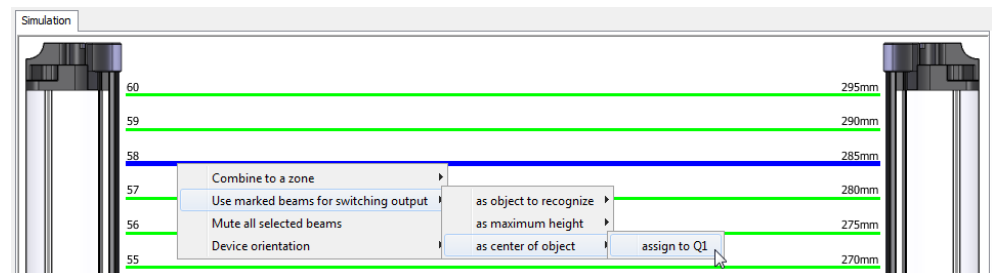 Simulation
60 295mm
59 290mm
58 285mm
57 280mm
56 275mm
55 270mm
Combine to a zone
Use marked beams for switching output
Mute all selected beams
Device orientation
as object to recognize
as maximum height
as center of object
assign to Q1